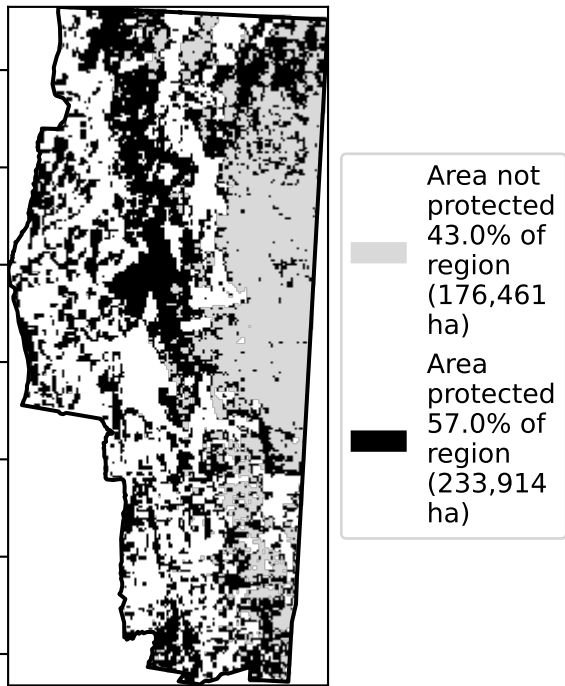 Area not
protected
43.0% of
region
(176,461
ha)
Area
protected
57.0% of
region
(233,914
ha)